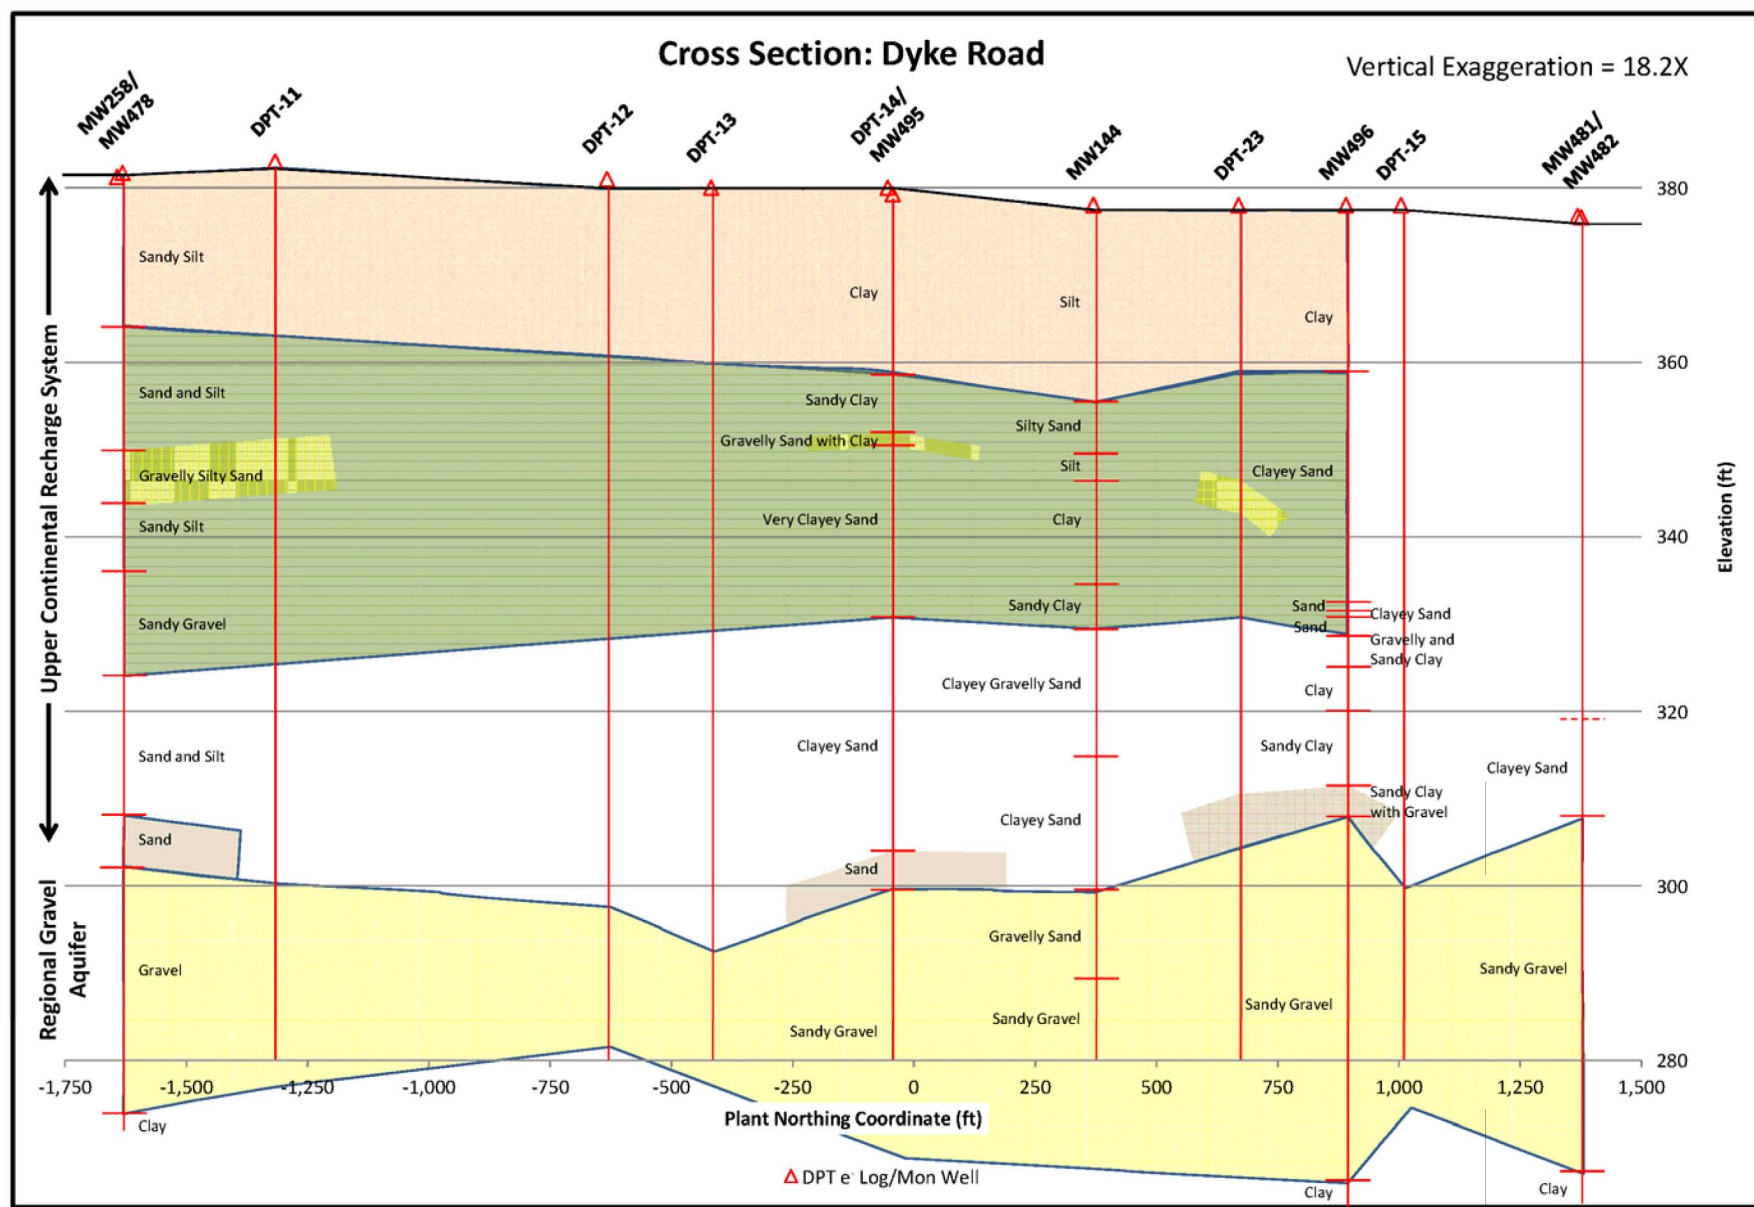 Cross Section: Dyke Road
Vertical Exaggeration = 18.2X
MW258/
MW478
DPT-11
DPT-12
DPT-13
DPT-14/
MW495
MW144
DPT-23
MW496
DPT-15
MW481/
MW482
Upper Continental Recharge System
Regional Gravel
Aquifer
Sandy Silt
Sand and Silt
Gravelly Silty Sand
Sandy Silt
Sandy Gravel
Sand and Silt
Sand
Gravel
Clay
Clay
Sandy Clay
Gravelly Sand with Clay
Very Clayey Sand
Clayey Sand
Sand
Sandy Gravel
Silt
Silty Sand
Silt
Clay
Sandy Clay
Clayey Gravelly Sand
Clayey Sand
Gravelly Sand
Sandy Gravel
Clay
Clayey Sand
Sand
Clayey Sand
Sand
Gravelly and
Sandy Clay
Clay
Sandy Clay
Sandy Clay
with Gravel
Sandy Gravel
Clay
Clayey Sand
Sandy Gravel
Clay
380
360
340
320
300
280
Elevation (ft)
-1,750 -1,500 -1,250 -1,000 -750 -500 -250 0 250 500 750 1,000 1,250 1,500
Plant Northing Coordinate (ft)
DPT e⁻ Log/Mon Well